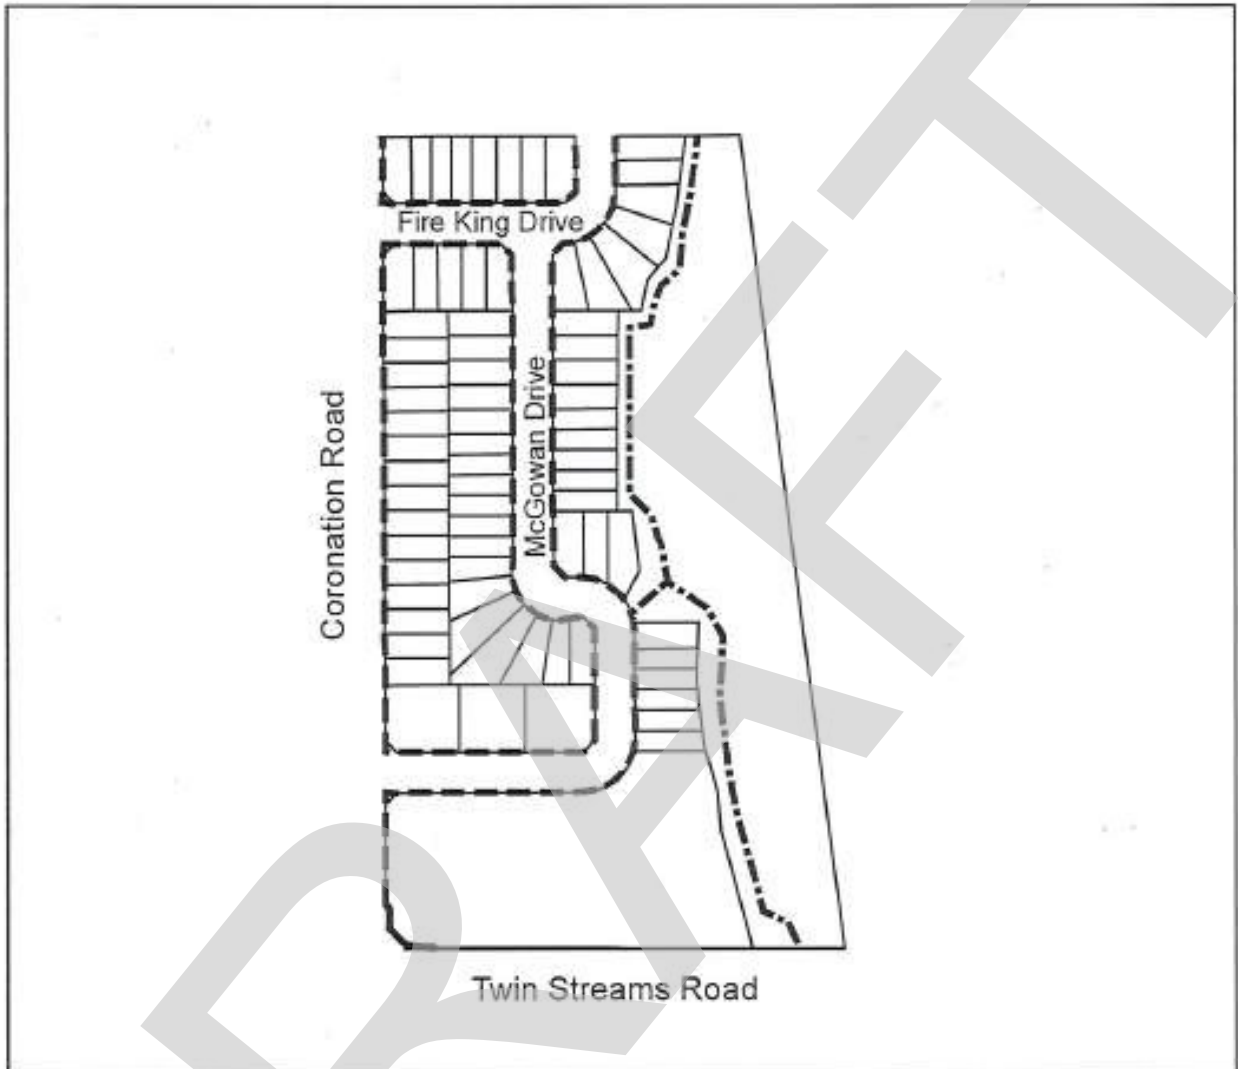 Fire King Drive
McGowan Drive
Coronation Road
Twin Streams Road
DRAFT